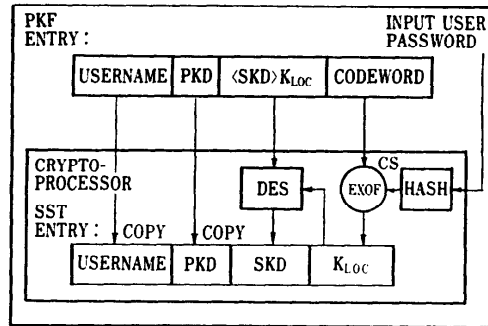 PKF ENTRY:
INPUT USER PASSWORD
USERNAME PKD ⟨SKD⟩K_LOC CODEWORD
CRYPTO-PROCESSOR
DES
EXOF
CS
HASH
SST ENTRY:
COPY
COPY
USERNAME PKD SKD K_LOC